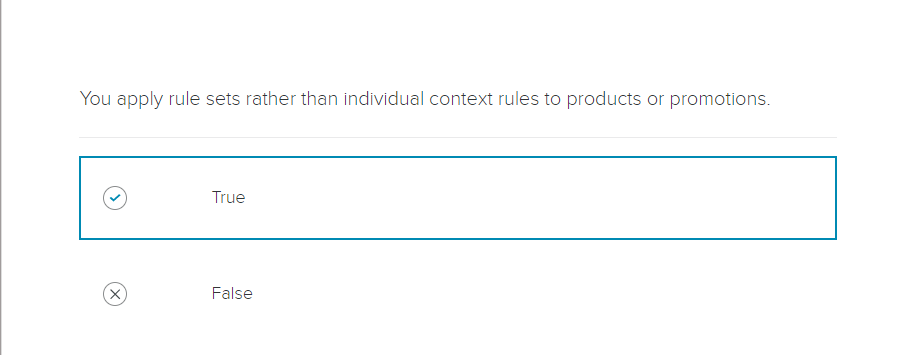 You apply rule sets rather than individual context rules to products or promotions.
True
False